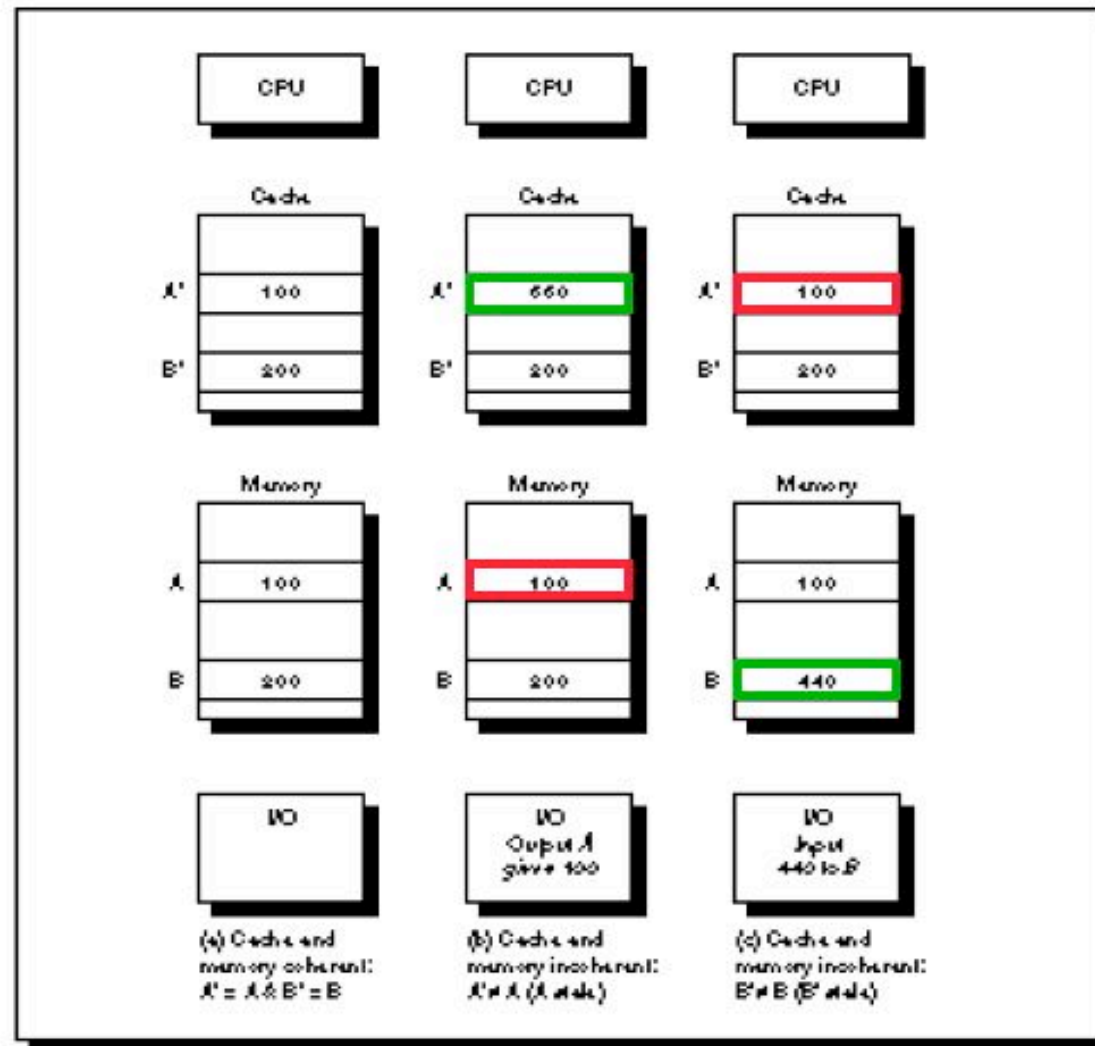 CPU
CPU
CPU
Cache
Cache
Cache
A' 100
A' 550
A' 100
B' 200
B' 200
B' 200
Memory
Memory
Memory
A 100
A 100
A 100
B 200
B 200
B 440
I/O
I/O
Output A
gives 100
I/O
Input
440 to B
(a) Cache and
memory coherent:
A' = A & B' = B
(b) Cache and
memory incoherent:
A' ≠ A (A stale)
(c) Cache and
memory incoherent:
B' ≠ B (B' stale)